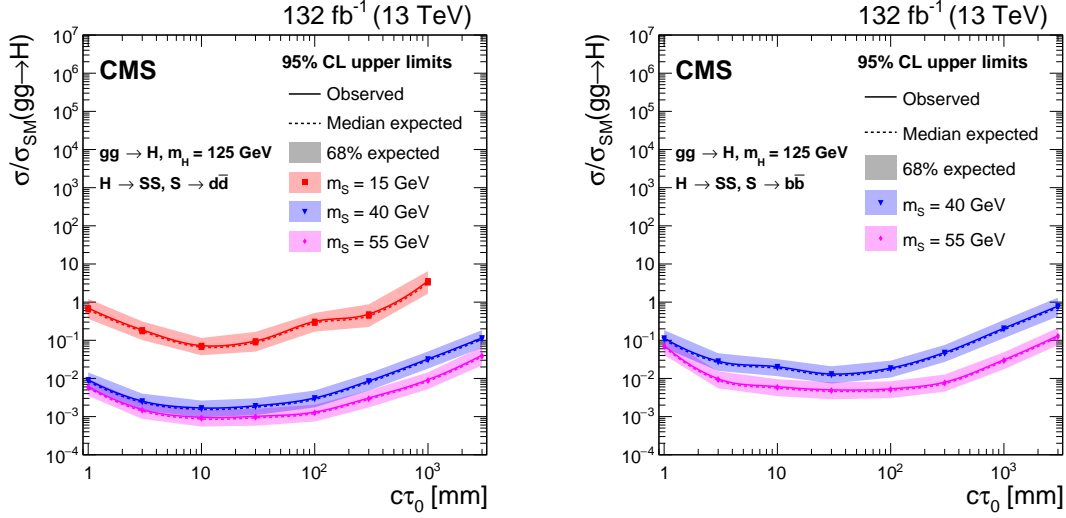 132 fb⁻¹ (13 TeV)
σ/σ_SM(gg→H)
10⁷
10⁶
10⁵
10⁴
10³
10²
10
1
10⁻¹
10⁻²
10⁻³
10⁻⁴
CMS
95% CL upper limits
Observed
Median expected
gg → H, m_H = 125 GeV
68% expected
H → SS, S → dd̅
m_S = 15 GeV
m_S = 40 GeV
m_S = 55 GeV
1
10
10²
10³
cτ₀ [mm]
132 fb⁻¹ (13 TeV)
σ/σ_SM(gg→H)
10⁷
10⁶
10⁵
10⁴
10³
10²
10
1
10⁻¹
10⁻²
10⁻³
10⁻⁴
CMS
95% CL upper limits
Observed
Median expected
gg → H, m_H = 125 GeV
68% expected
H → SS, S → bb̅
m_S = 40 GeV
m_S = 55 GeV
1
10
10²
10³
cτ₀ [mm]